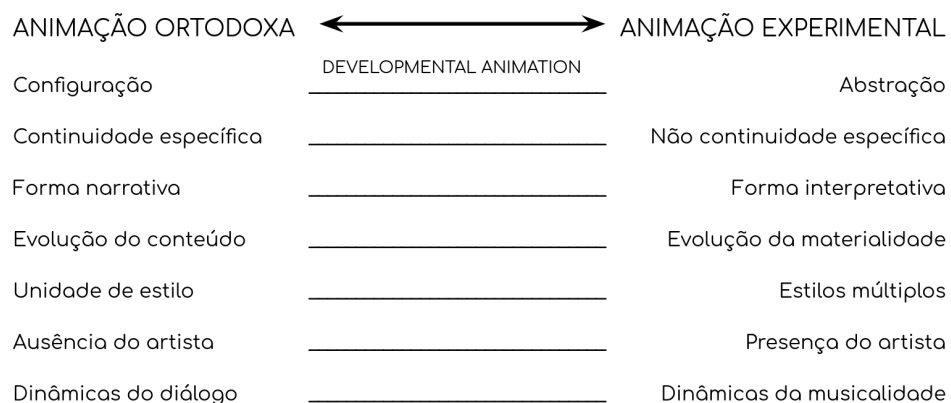 ANIMAÇÃO ORTODOXA ANIMAÇÃO EXPERIMENTAL
DEVELOPMENTAL ANIMATION
Configuração Abstração
Continuidade específica Não continuidade específica
Forma narrativa Forma interpretativa
Evolução do conteúdo Evolução da materialidade
Unidade de estilo Estilos múltiplos
Ausência do artista Presença do artista
Dinâmicas do diálogo Dinâmicas da musicalidade